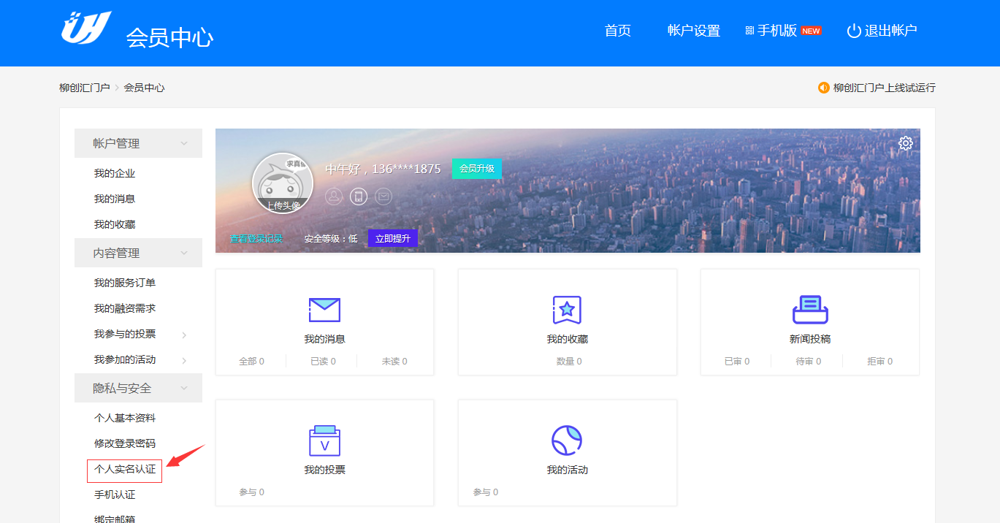 会员中心
首页 帐户设置 手机版 NEW 退出帐户
柳创汇门户 会员中心
柳创汇门户上线试运行
帐户管理
我的企业
我的消息
我的收藏
内容管理
我的服务订单
我的融资需求
我参与的投票
我参加的活动
隐私与安全
个人基本资料
修改登录密码
个人实名认证
手机认证
绑定邮箱
中午好，136****1875 会员升级
上传头像
查看登录记录 安全等级：低 立即提升
我的消息
全部 0 已读 0 未读 0
我的收藏
数量 0
新闻投稿
已审 0 待审 0 拒审 0
我的投票
参与 0
我的活动
参与 0